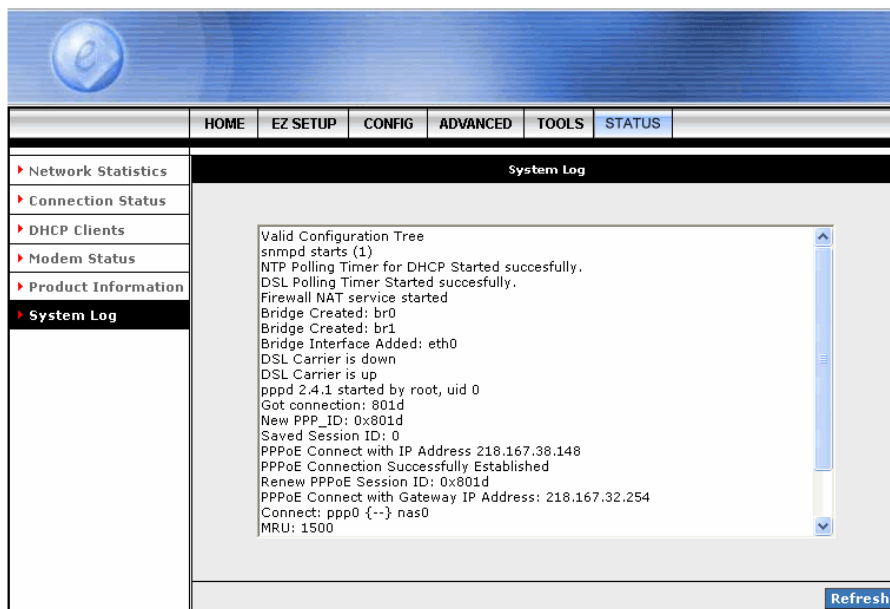 e
HOME EZ SETUP CONFIG ADVANCED TOOLS STATUS
Network Statistics
Connection Status
DHCP Clients
Modem Status
Product Information
System Log
System Log
Valid Configuration Tree
snmpd starts (1)
NTP Polling Timer for DHCP Started succesfully.
DSL Polling Timer Started succesfully.
Firewall NAT service started
Bridge Created: br0
Bridge Created: br1
Bridge Interface Added: eth0
DSL Carrier is down
DSL Carrier is up
pppd 2.4.1 started by root, uid 0
Got connection: 801d
New PPP_ID: 0x801d
Saved Session ID: 0
PPPoE Connect with IP Address 218.167.38.148
PPPoE Connection Successfully Established
Renew PPPoE Session ID: 0x801d
PPPoE Connect with Gateway IP Address: 218.167.32.254
Connect: ppp0 {--} nas0
MRU: 1500
Refresh